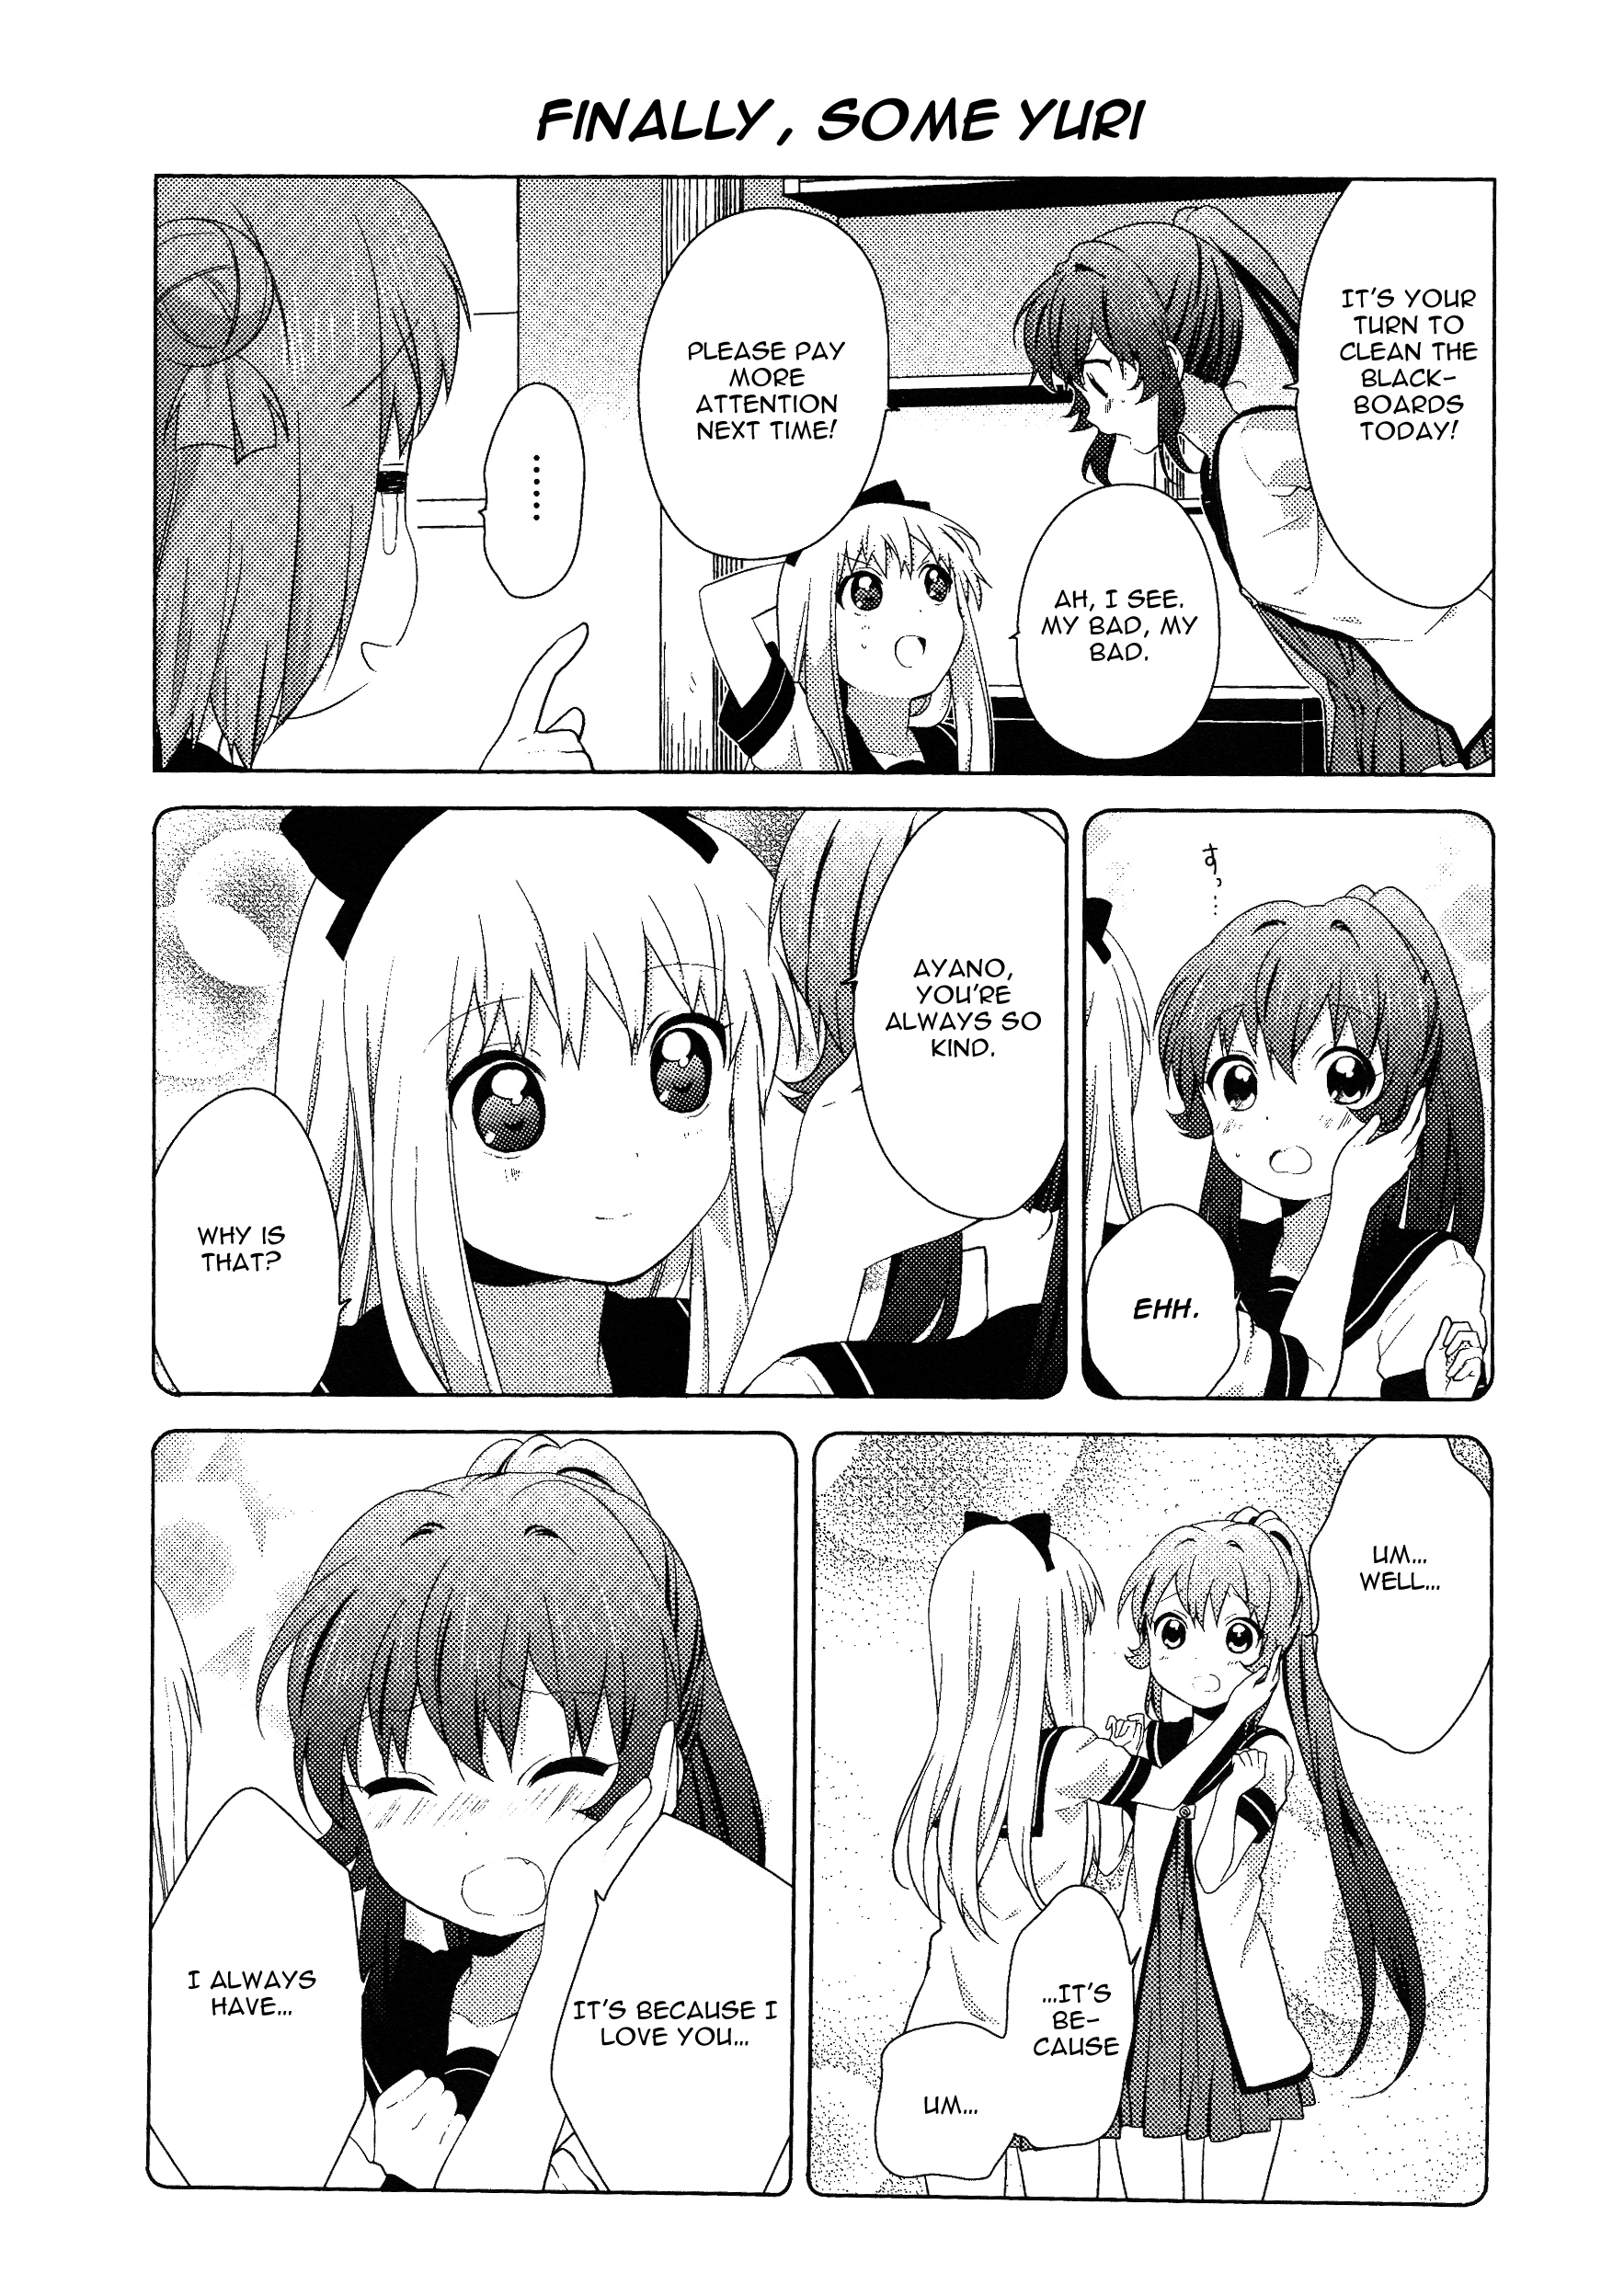 FINALLY, SOME YURI
IT'S YOUR
TURN TO
CLEAN THE
BLACK-
BOARDS
TODAY!
PLEASE PAY
MORE
ATTENTION
NEXT TIME!
AH, I SEE.
MY BAD, MY
BAD.
......
すっ…
EHH.
AYANO,
YOU'RE
ALWAYS SO
KIND.
WHY IS
THAT?
UM...
WELL...
...IT'S
BE-
CAUSE
UM...
IT'S BECAUSE I
LOVE YOU...
I ALWAYS
HAVE...